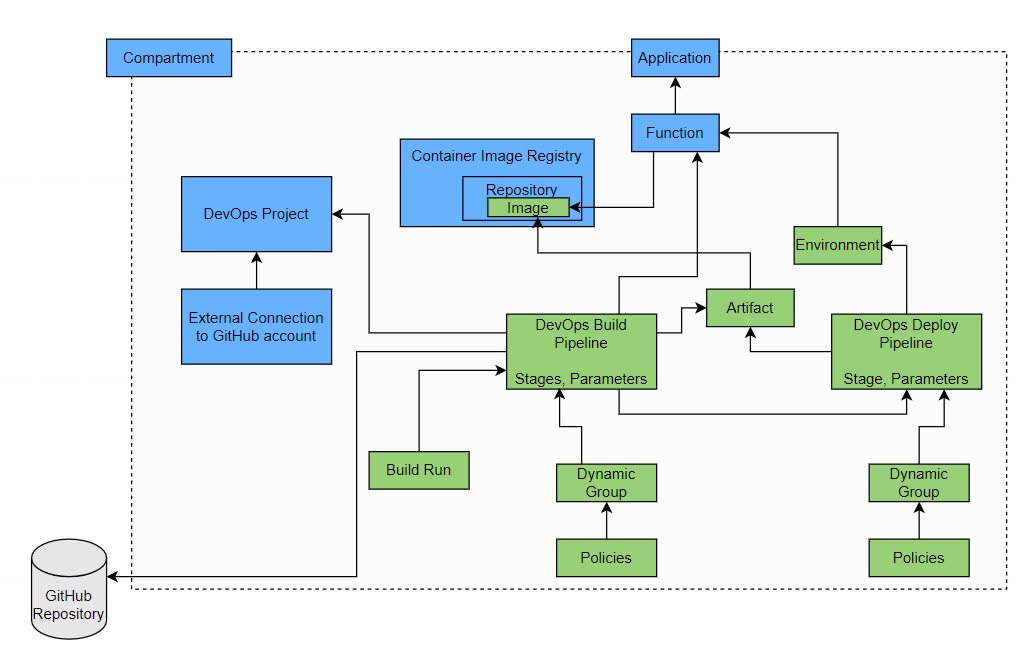 Compartment
Application
Function
Container Image Registry
Repository
Image
DevOps Project
Environment
External Connection
to GitHub account
Artifact
DevOps Build
Pipeline
Stages, Parameters
DevOps Deploy
Pipeline
Stage, Parameters
Build Run
Dynamic
Group
Dynamic
Group
Policies
Policies
GitHub
Repository